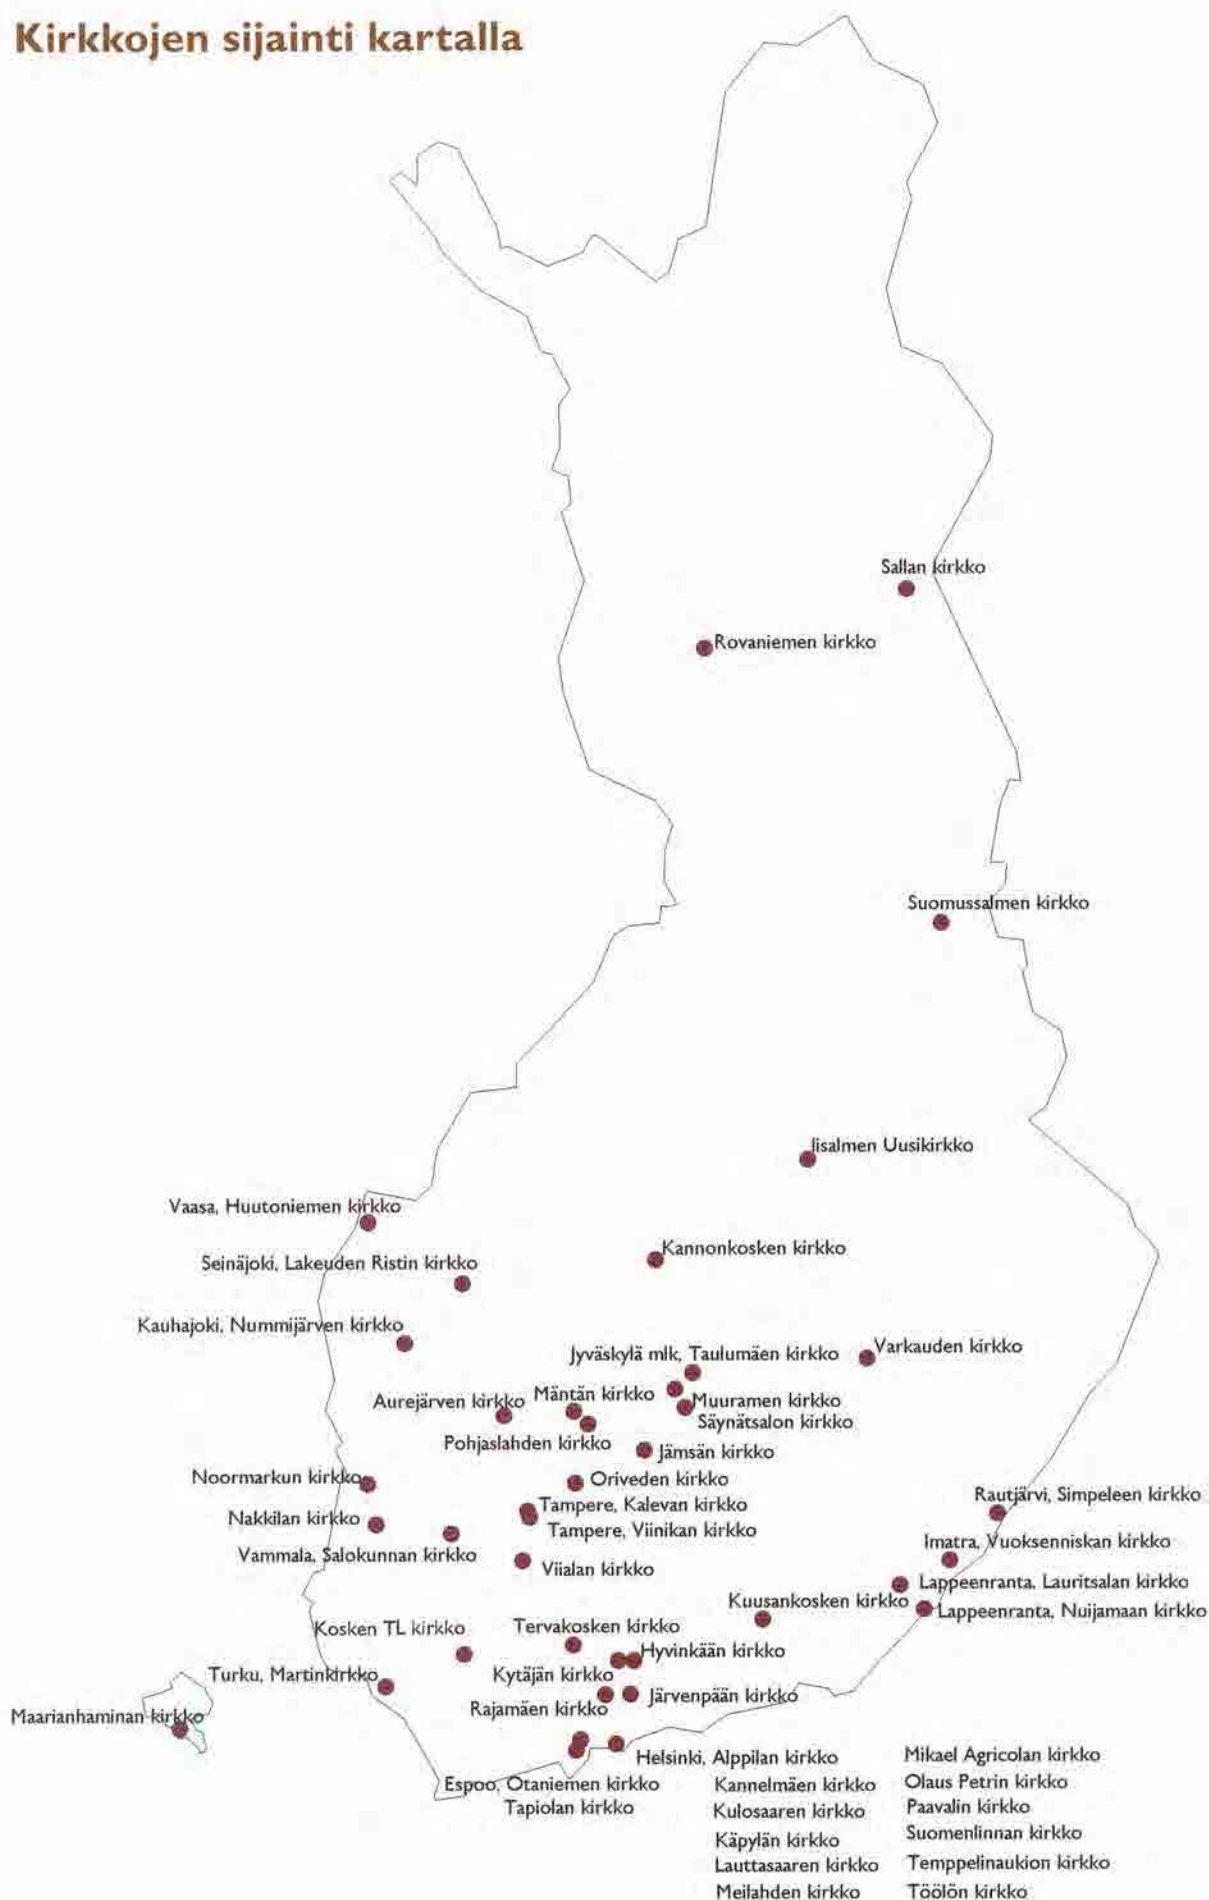 Kirkkojen sijainti kartalla
Sallan kirkko
Rovaniemen kirkko
Suomussalmen kirkko
Iisalmen Uusikirkko
Vaasa, Huutoniemen kirkko
Kannonkosken kirkko
Seinäjoki, Lakeuden Ristin kirkko
Kauhajoki, Nummijärven kirkko
Varkauden kirkko
Jyväskylä mlk, Taulumäen kirkko
Mäntän kirkko
Aurejärven kirkko
Muuramen kirkko
Säynätsalon kirkko
Pohjaslahden kirkko
Jämsän kirkko
Noormarkun kirkko
Oriveden kirkko
Rautjärvi, Simpeleen kirkko
Tampere, Kalevan kirkko
Nakkilan kirkko
Tampere, Viinikan kirkko
Imatra, Vuoksenniskan kirkko
Vammala, Salokunnan kirkko
Viialan kirkko
Lappeenranta, Lauritsalan kirkko
Kuusankosken kirkko
Lappeenranta, Nuijamaan kirkko
Kosken TL kirkko
Tervakosken kirkko
Hyvinkään kirkko
Turku, Martinkirkko
Kytäjän kirkko
Järvenpään kirkko
Rajamäen kirkko
Maarianhaminan kirkko
Helsinki, Alppilan kirkko
Kannelmäen kirkko
Kulosaaren kirkko
Käpylän kirkko
Lauttasaaren kirkko
Meilahden kirkko
Mikael Agricolan kirkko
Olaus Petrin kirkko
Paavalin kirkko
Suomenlinnan kirkko
Temppelinaukion kirkko
Töölön kirkko
Espoo, Otaniemen kirkko
Tapiolan kirkko